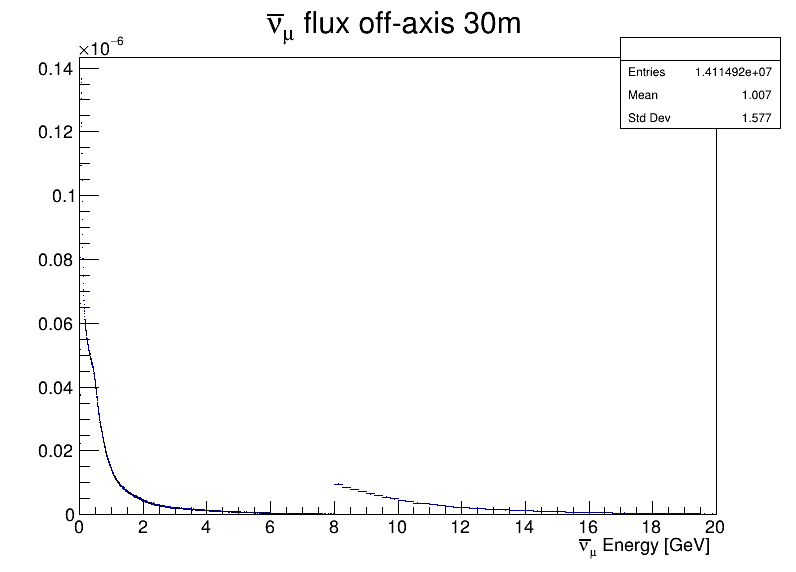 ν̅μ flux off-axis 30m
×10⁻⁶
Entries 1.411492e+07
Mean 1.007
Std Dev 1.577
0.14
0.12
0.1
0.08
0.06
0.04
0.02
0
0 2 4 6 8 10 12 14 16 18 20
ν̅μ Energy [GeV]